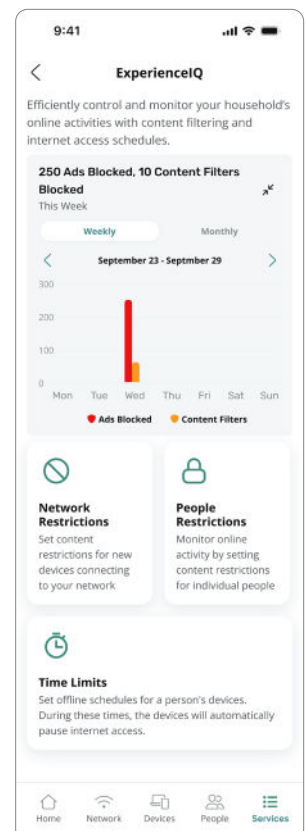 9:41
ExperienceIQ
Efficiently control and monitor your household's
online activities with content filtering and
internet access schedules.
250 Ads Blocked, 10 Content Filters
Blocked
This Week
Weekly Monthly
September 23 - Septmber 29
300
200
100
0
Mon Tue Wed Thu Fri Sat Sun
Ads Blocked Content Filters
Network
Restrictions
Set content
restrictions for new
devices connecting
to your network
People
Restrictions
Monitor online
activity by setting
content restrictions
for individual people
Time Limits
Set offline schedules for a person's devices.
During these times, the devices will automatically
pause internet access.
Home Network Devices People Services